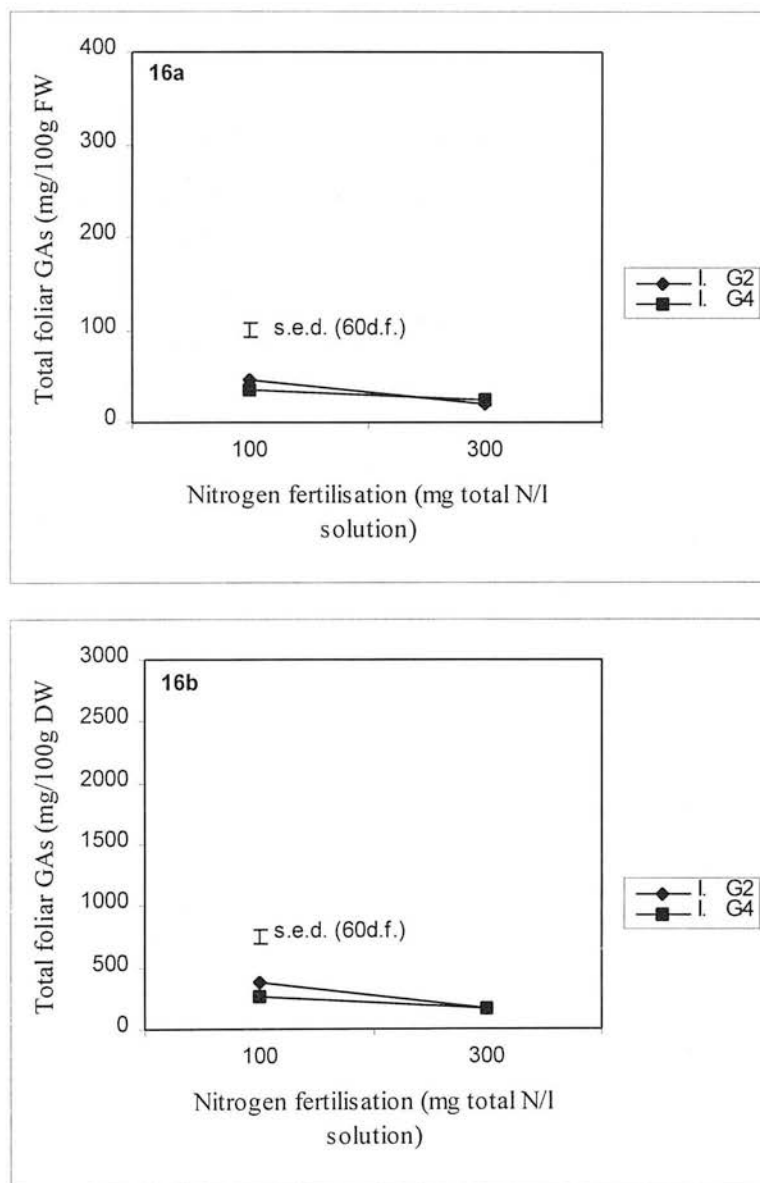 16a
Total foliar GAs (mg/100g FW)
400
300
200
100
0
s.e.d. (60d.f.)
100
300
Nitrogen fertilisation (mg total N/l
solution)
I. G2
I. G4
16b
Total foliar GAs (mg/100g DW)
3000
2500
2000
1500
1000
500
0
s.e.d. (60d.f.)
100
300
Nitrogen fertilisation (mg total N/l
solution)
I. G2
I. G4